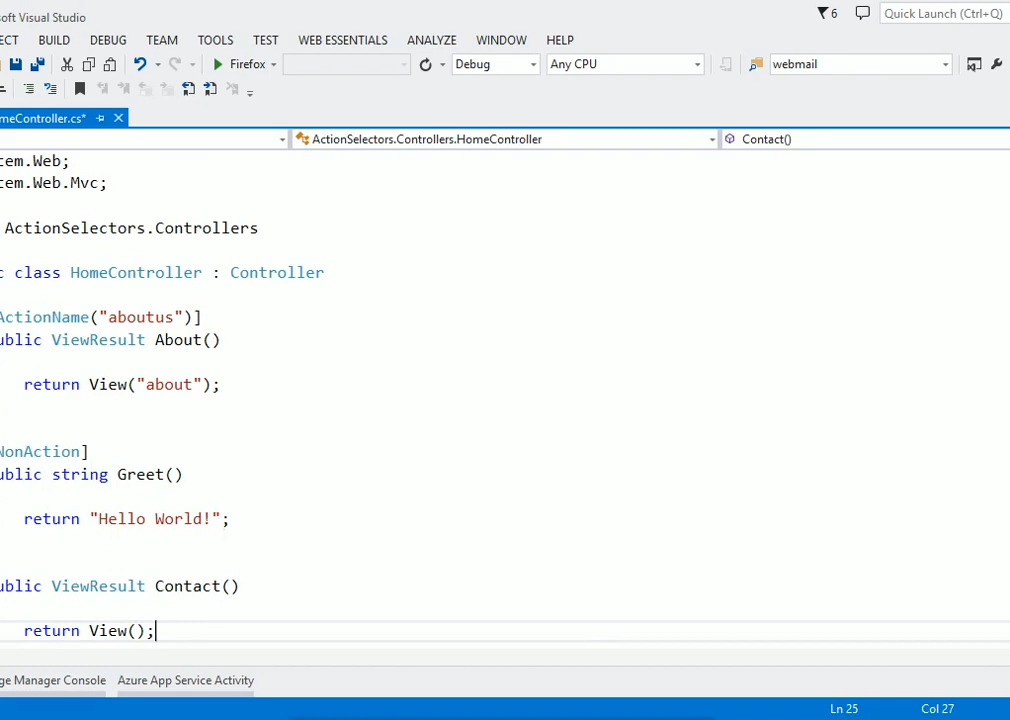 soft Visual Studio
6
Quick Launch (Ctrl+Q)
ECT BUILD DEBUG TEAM TOOLS TEST WEB ESSENTIALS ANALYZE WINDOW HELP
Firefox Debug Any CPU webmail
meController.cs*
ActionSelectors.Controllers.HomeController Contact()
tem.Web;
tem.Web.Mvc;
ActionSelectors.Controllers
c class HomeController : Controller
ActionName("aboutus")]
ublic ViewResult About()
return View("about");
NonAction]
ublic string Greet()
return "Hello World!";
ublic ViewResult Contact()
return View();
ge Manager Console Azure App Service Activity
Ln 25 Col 27